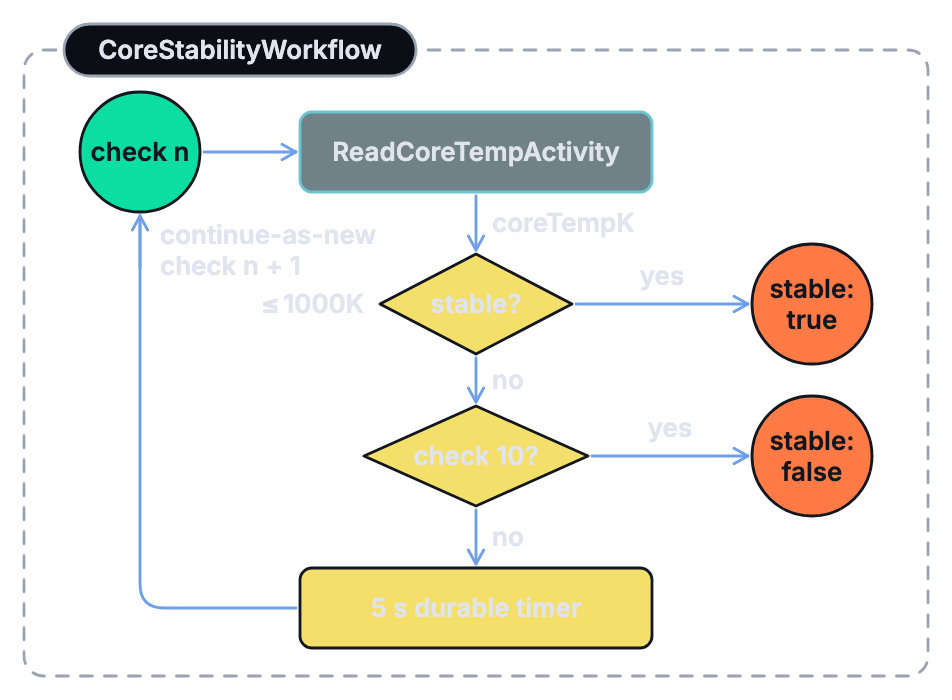 CoreStabilityWorkflow
check n
ReadCoreTempActivity
continue-as-new
check n + 1
coreTempK
≤ 1000K
stable?
yes
stable:
true
no
check 10?
yes
stable:
false
no
5 s durable timer